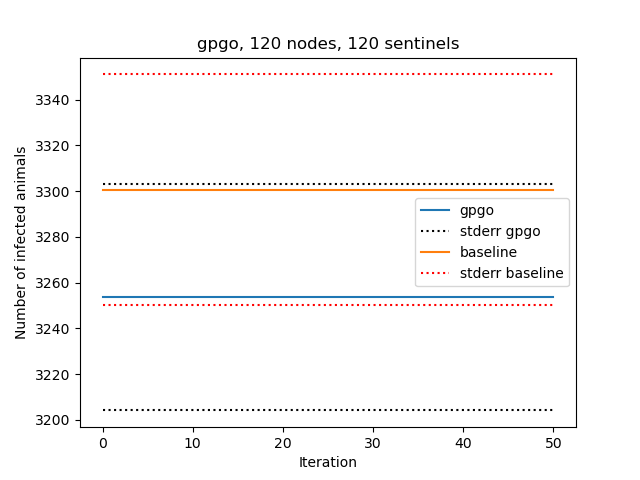 gpgo, 120 nodes, 120 sentinels
Number of infected animals
3340
3320
3300
3280
3260
3240
3220
3200
gpgo
stderr gpgo
baseline
stderr baseline
0 10 20 30 40 50
Iteration